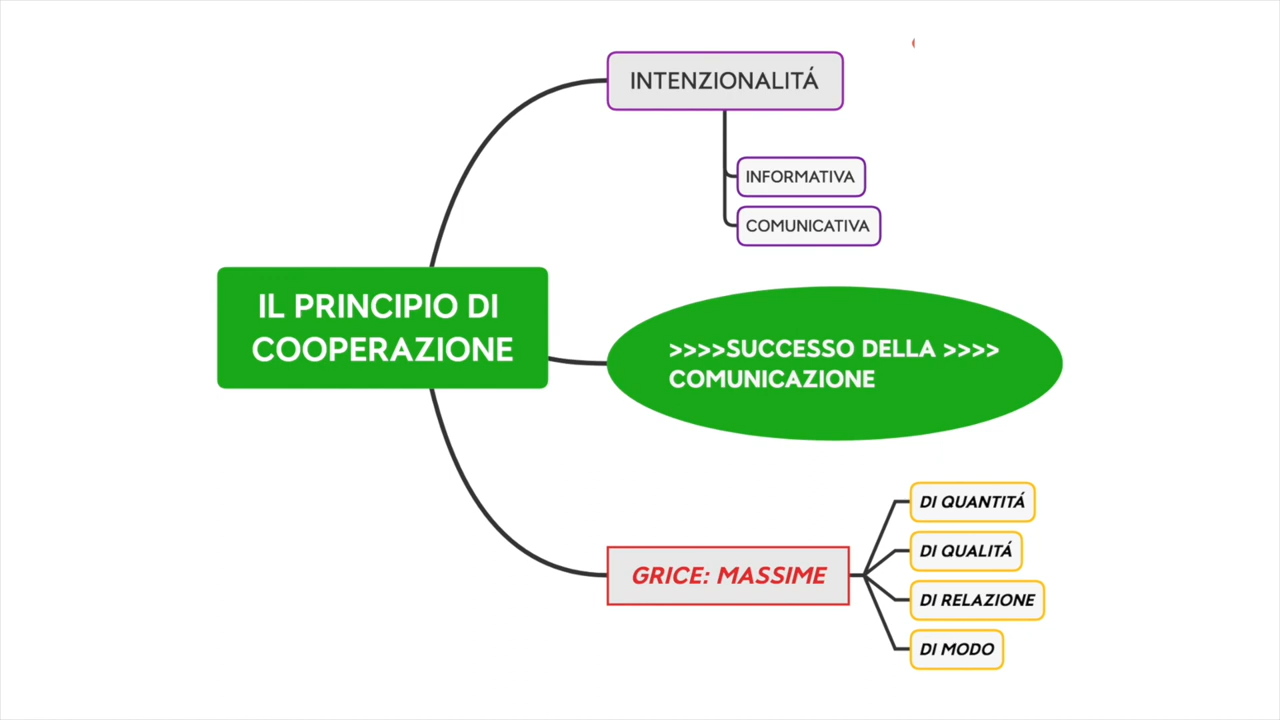 INTENZIONALITÁ
INFORMATIVA
COMUNICATIVA
IL PRINCIPIO DI
COOPERAZIONE
>>>>SUCCESSO DELLA >>>>
COMUNICAZIONE
GRICE: MASSIME
DI QUANTITÁ
DI QUALITÁ
DI RELAZIONE
DI MODO